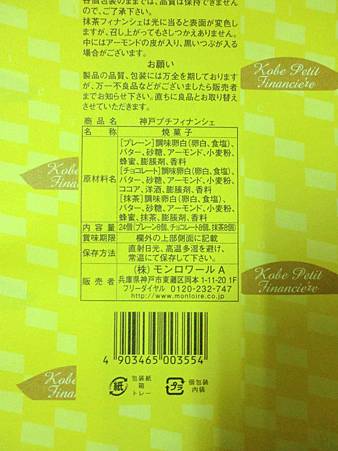 各個包装のままでは、品質は保持できません
ので、ご了承下さい。
抹茶フィナンシェは光に当ると表面が変色し
ますが、召し上がってもさしつかえありません。
中にはアーモンドの皮が入り、黒いつぶが入る
場合がございます。
お願い
製品の品質、包装には万全を期しております
が、万一不良品などがございましたら販売者
までお知らせ下さい。直ちに良品とお取り替え
させていただきます。
商品名 神戸プチフィナンシェ
名称 焼菓子
原材料名 [プレーン]調味卵白(卵白、食塩)、
バター、砂糖、アーモンド、小麦粉、
蜂蜜、膨脹剤、香料
[チョコレート]調味卵白(卵白、食塩)、
バター、砂糖、アーモンド、小麦粉、
ココア、洋酒、膨脹剤、香料
[抹茶]調味卵白(卵白、食塩)、
バター、砂糖、アーモンド、小麦粉、
蜂蜜、抹茶、膨脹剤、香料
内容量 24個(プレーン8個、チョコレート8個、抹茶8個)
賞味期限 欄外の上部側面に記載
保存方法 直射日光、高温多湿を避け、
常温にて保存して下さい。
販売者 (株)モンロワール A
兵庫県神戸市東灘区岡本1-11-20 1F
フリーダイヤル 0120-232-747
http://www.monloire.com
4 903465 003554
紙 包装紙
箱
トレー
プラ 個包装
内袋
Kobe Petit
Financière
Kobe
Finan
Kobe Petit
Financière
Kobe
Finan